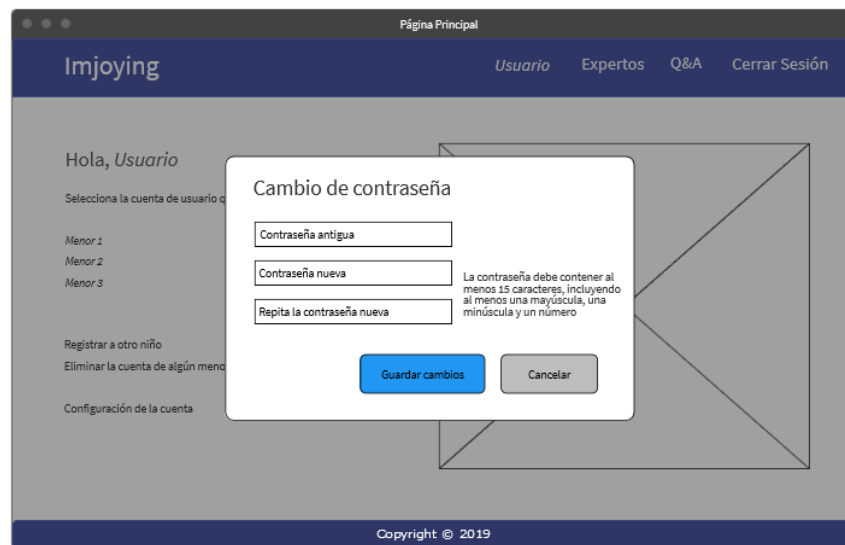 Página Principal
Imjoying
Usuario
Expertos
Q&A
Cerrar Sesión
Hola, Usuario
Selecciona la cuenta de usuario q
Menor 1
Menor 2
Menor 3
Registrar a otro niño
Eliminar la cuenta de algún meno
Configuración de la cuenta
Cambio de contraseña
Contraseña antigua
Contraseña nueva
Repita la contraseña nueva
La contraseña debe contener al
menos 15 caracteres, incluyendo
al menos una mayúscula, una
minúscula y un número
Guardar cambios
Cancelar
Copyright © 2019